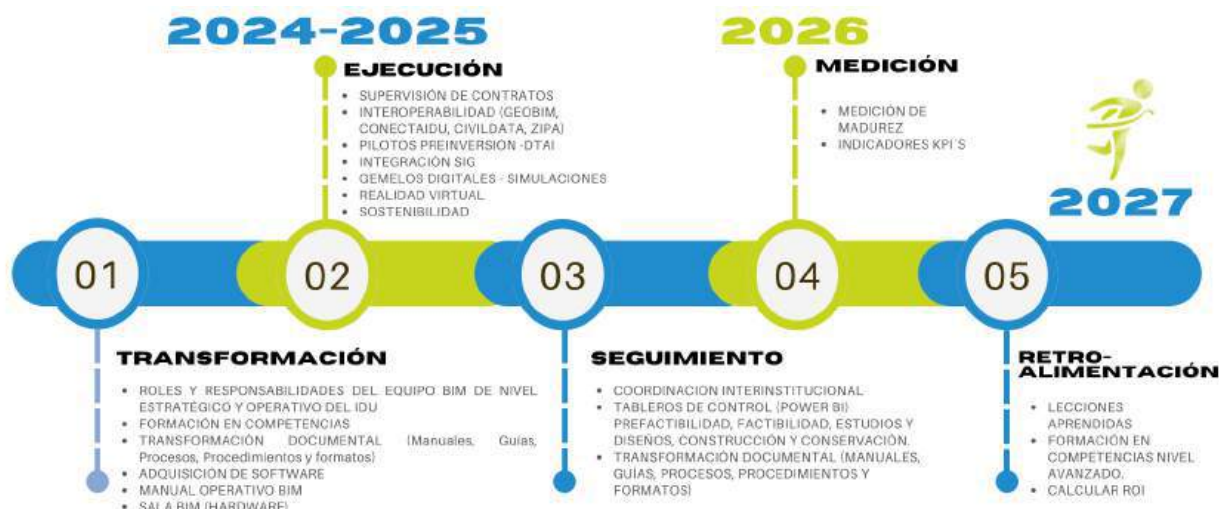 2024-2025
EJECUCIÓN
• SUPERVISIÓN DE CONTRATOS
• INTEROPERABILIDAD (GEOBIM,
CONECTAIDU, CIVILDATA, ZIPA)
• PILOTOS PREINVERSIÓN -DTAI
• INTEGRACIÓN SIG
• GEMELOS DIGITALES - SIMULACIONES
• REALIDAD VIRTUAL
• SOSTENIBILIDAD
2026
MEDICIÓN
• MEDICIÓN DE
MADUREZ
• INDICADORES KPI´S
2027
01
02
03
04
05
TRANSFORMACIÓN
• ROLES Y RESPONSABILIDADES DEL EQUIPO BIM DE NIVEL
ESTRATÉGICO Y OPERATIVO DEL IDU
• FORMACIÓN EN COMPETENCIAS
• TRANSFORMACIÓN DOCUMENTAL (Manuales, Guías,
Procesos, Procedimientos y formatos)
• ADQUISICIÓN DE SOFTWARE
• MANUAL OPERATIVO BIM
• SALA BIM (HARDWARE)
SEGUIMIENTO
• COORDINACION INTERINSTITUCIONAL
• TABLEROS DE CONTROL (POWER BI)
PREFACTIBILIDAD, FACTIBILIDAD, ESTUDIOS Y
DISEÑOS, CONSTRUCCIÓN Y CONSERVACIÓN.
• TRANSFORMACIÓN DOCUMENTAL (MANUALES,
GUÍAS, PROCESOS, PROCEDIMIENTOS Y
FORMATOS)
RETRO-
ALIMENTACIÓN
• LECCIONES
APRENDIDAS
• FORMACIÓN EN
COMPETENCIAS NIVEL
AVANZADO.
• CALCULAR ROI